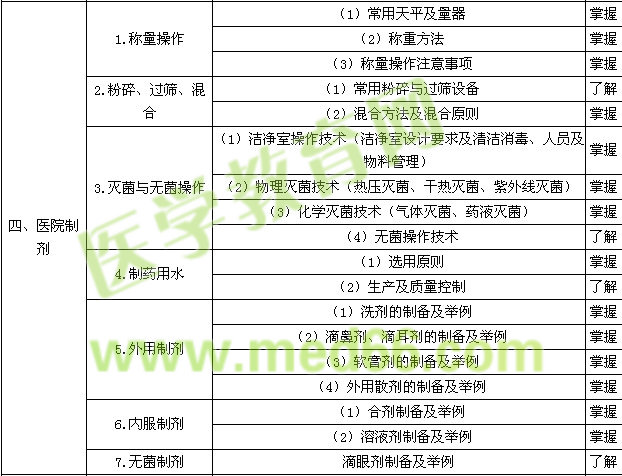 四、医院制
剂
1.称量操作
（1）常用天平及量器
掌握
（2）称重方法
掌握
（3）称量操作注意事项
掌握
2.粉碎、过筛、混
合
（1）常用粉碎与过筛设备
了解
（2）混合方法及混合原则
掌握
3.灭菌与无菌操作
（1）洁净室操作技术（洁净室设计要求及清洁消毒、人员及
物料管理）
掌握
（2）物理灭菌技术（热压灭菌、干热灭菌、紫外线灭菌）
掌握
（3）化学灭菌技术（气体灭菌、药液灭菌）
掌握
（4）无菌操作技术
了解
4.制药用水
（1）选用原则
掌握
（2）生产及质量控制
了解
5.外用制剂
（1）洗剂的制备及举例
掌握
（2）滴鼻剂、滴耳剂的制备及举例
掌握
（3）软膏剂的制备及举例
掌握
（4）外用散剂的制备及举例
掌握
6.内服制剂
（1）合剂制备及举例
掌握
（2）溶液剂制备及举例
掌握
7.无菌制剂
滴眼剂制备及举例
了解
医学教育网